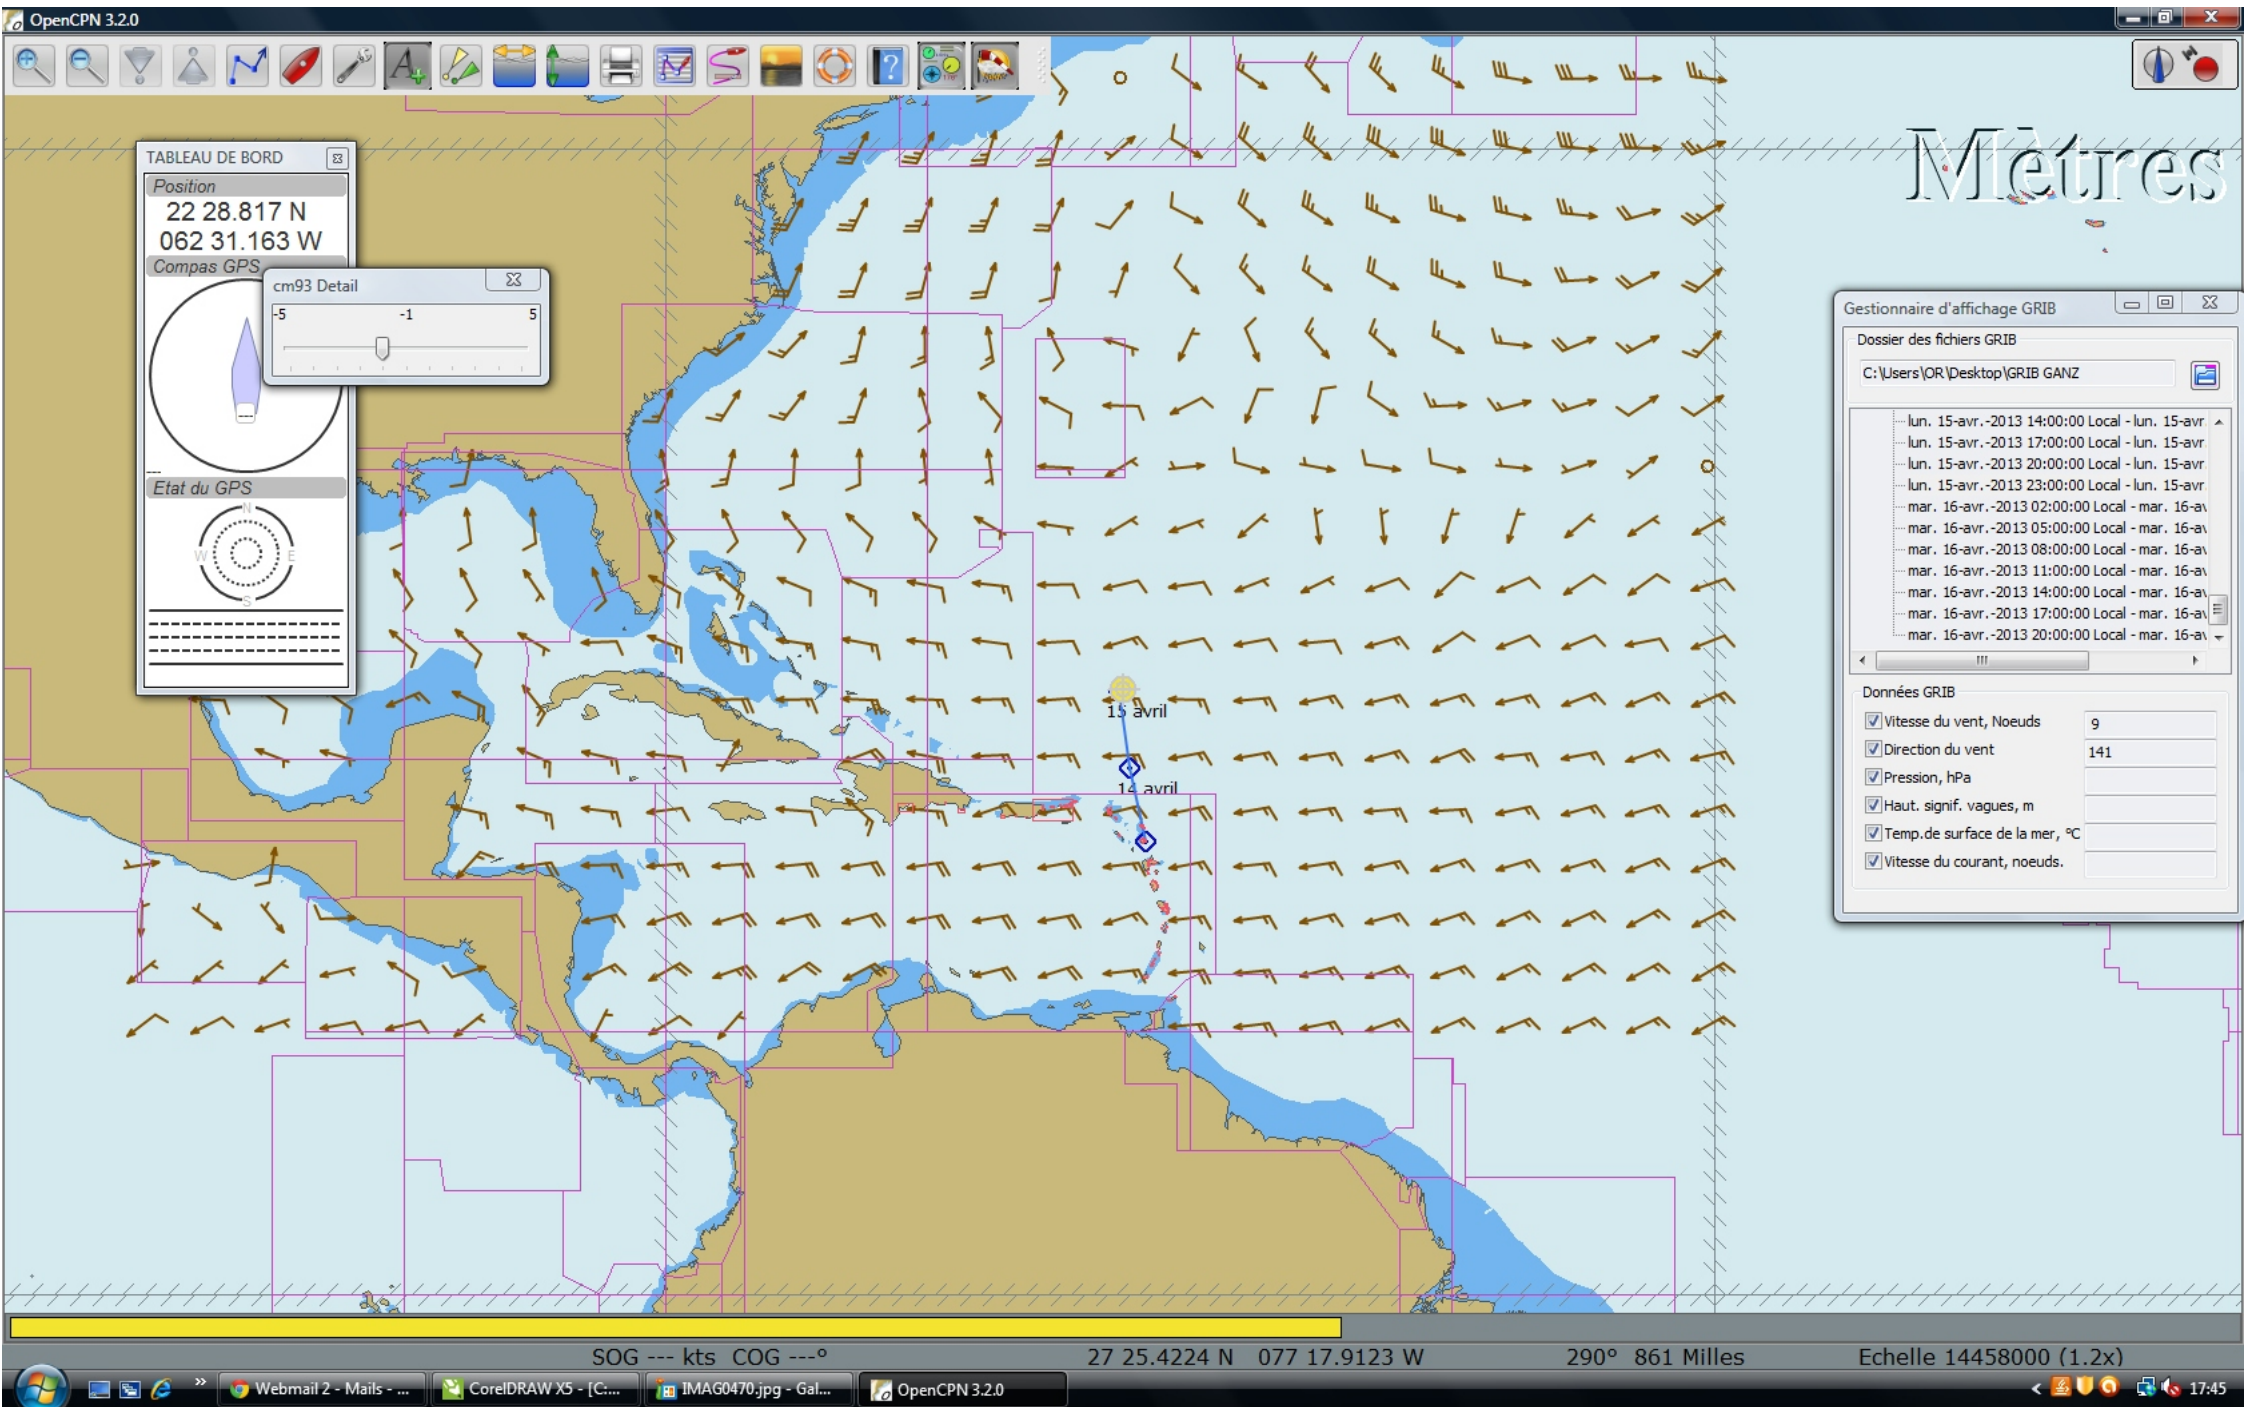 OpenCPN 3.2.0
Mètres
TABLEAU DE BORD
Position
22 28.817 N
062 31.163 W
Compas GPS
---
---
cm93 Detail
-5 -1 5
Etat du GPS
N
W E
S
Gestionnaire d'affichage GRIB
Dossier des fichiers GRIB
C:\Users\OR\Desktop\GRIB GANZ
lun. 15-avr.-2013 14:00:00 Local - lun. 15-avr
lun. 15-avr.-2013 17:00:00 Local - lun. 15-avr
lun. 15-avr.-2013 20:00:00 Local - lun. 15-avr
lun. 15-avr.-2013 23:00:00 Local - lun. 15-avr
mar. 16-avr.-2013 02:00:00 Local - mar. 16-av
mar. 16-avr.-2013 05:00:00 Local - mar. 16-av
mar. 16-avr.-2013 08:00:00 Local - mar. 16-av
mar. 16-avr.-2013 11:00:00 Local - mar. 16-av
mar. 16-avr.-2013 14:00:00 Local - mar. 16-av
mar. 16-avr.-2013 17:00:00 Local - mar. 16-av
mar. 16-avr.-2013 20:00:00 Local - mar. 16-av
Données GRIB
Vitesse du vent, Noeuds 9
Direction du vent 141
Pression, hPa
Haut. signif. vagues, m
Temp.de surface de la mer, ºC
Vitesse du courant, noeuds.
15 avril
14 avril
SOG --- kts COG ---° 27 25.4224 N 077 17.9123 W 290° 861 Milles Echelle 14458000 (1.2x)
Webmail 2 - Mails - ... CorelDRAW X5 - [C:... IMAG0470.jpg - Gal... OpenCPN 3.2.0 17:45